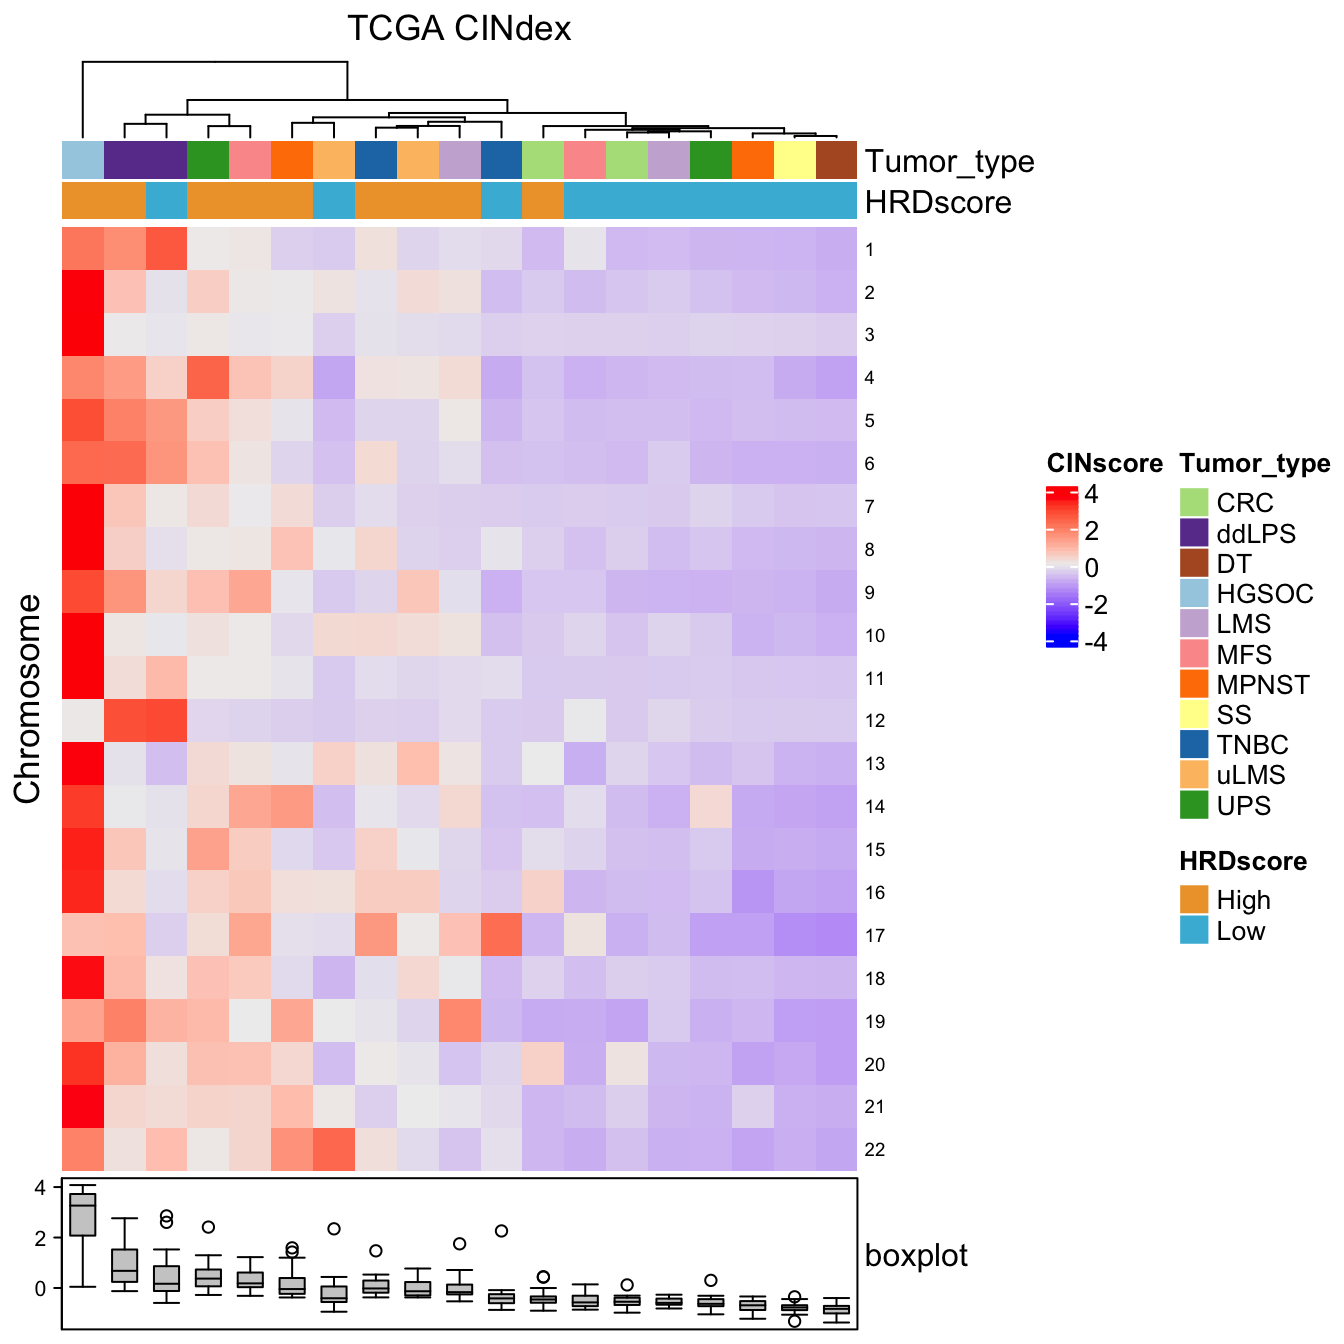 TCGA CINdex
Tumor_type
HRDscore
1
2
3
4
5
6
7
8
9
10
11
12
13
14
15
16
17
18
19
20
21
22
Chromosome
4
2
0
boxplot
CINscore
4
2
0
-2
-4
Tumor_type
CRC
ddLPS
DT
HGSOC
LMS
MFS
MPNST
SS
TNBC
uLMS
UPS
HRDscore
High
Low